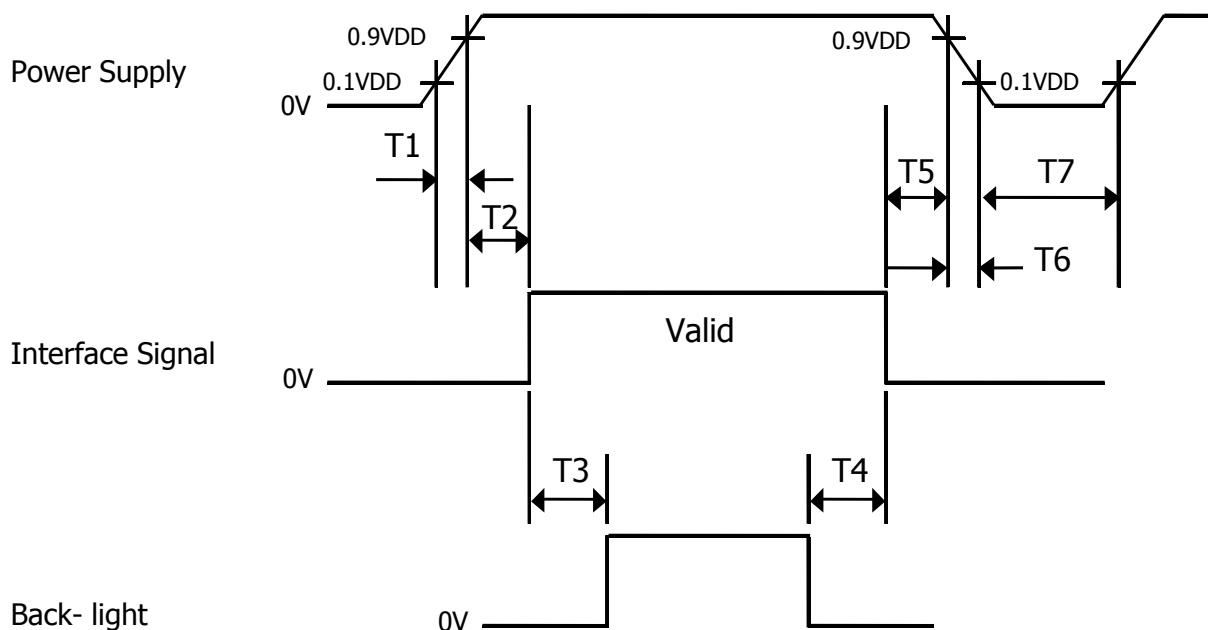 0.9VDD
0.9VDD
Power Supply
0.1VDD
0.1VDD
0V
T1
T5
T7
T2
T6
Valid
Interface Signal
0V
T3
T4
Back- light
0V